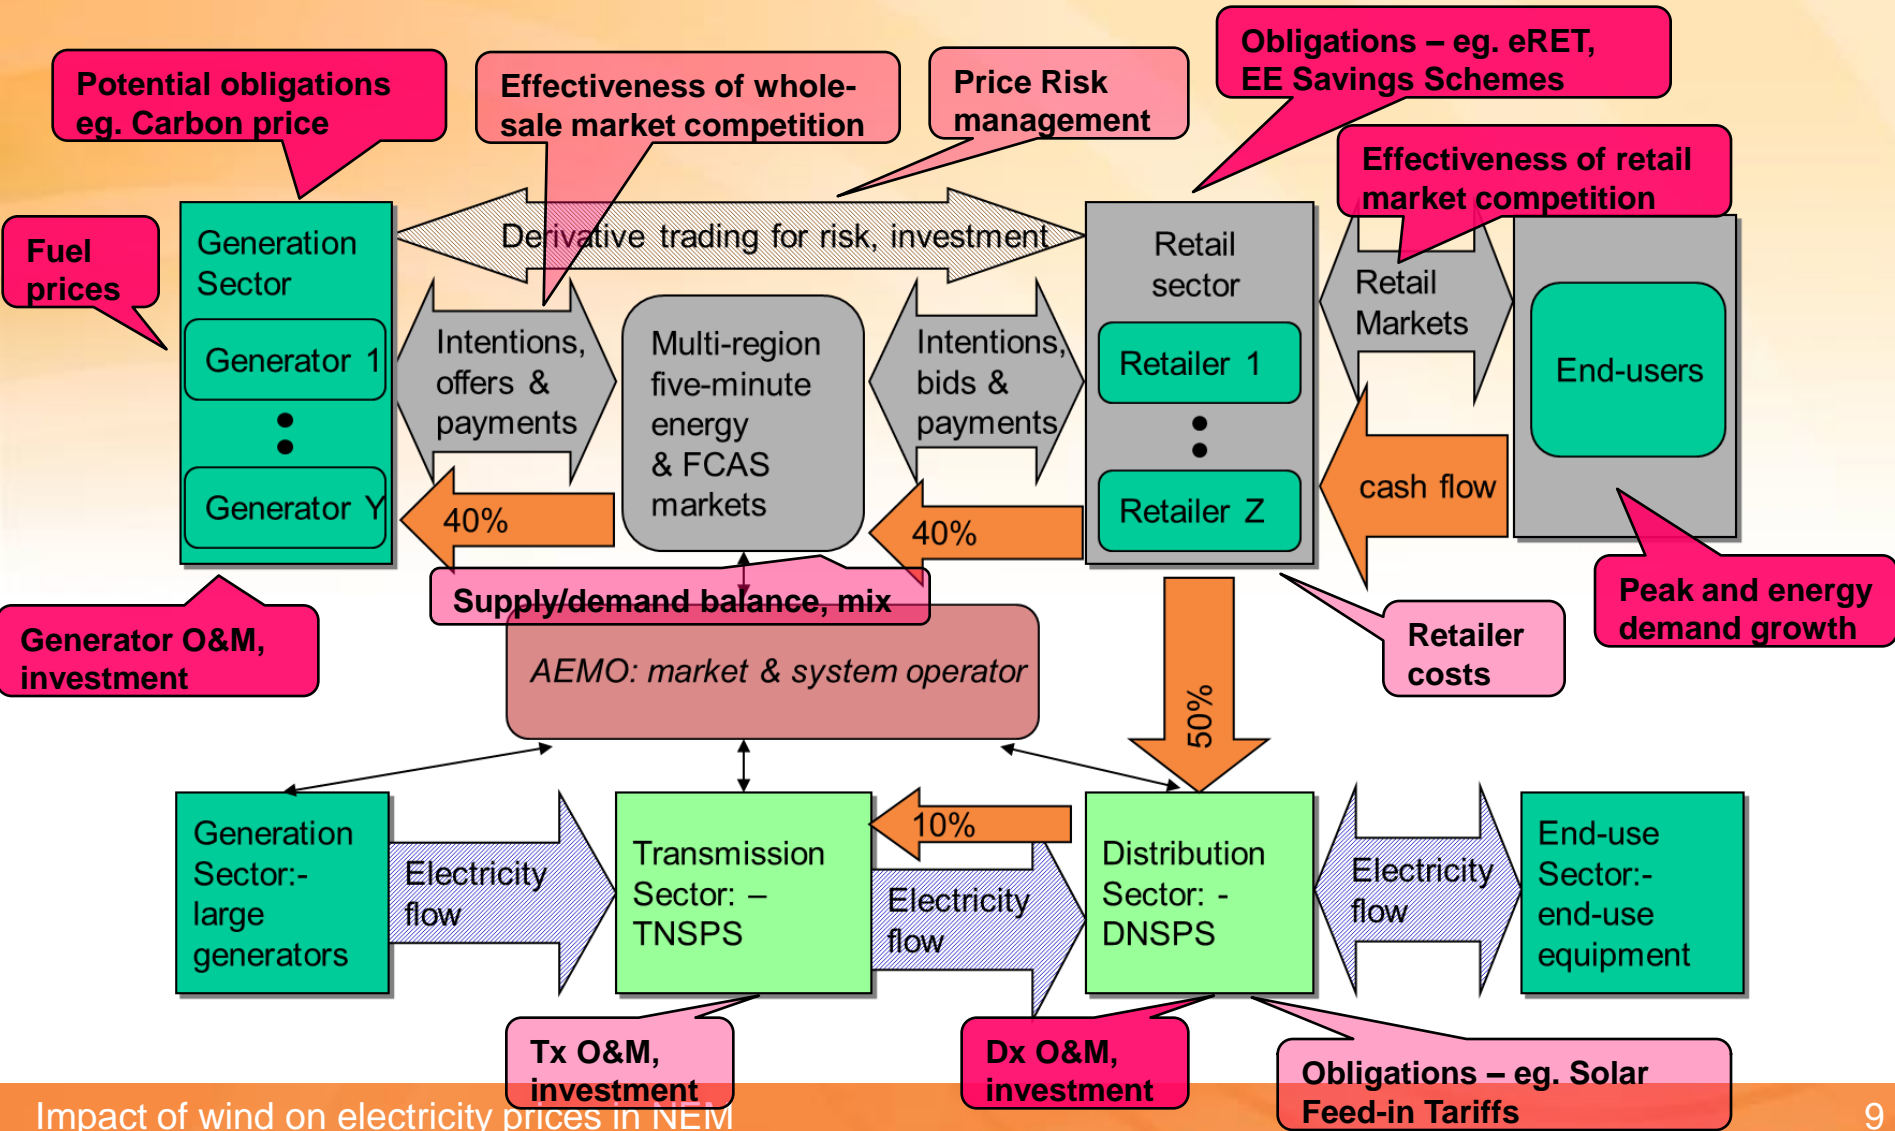 Obligations – eg. eRET,
EE Savings Schemes
Potential obligations
eg. Carbon price
Effectiveness of whole-
sale market competition
Price Risk
management
Effectiveness of retail
market competition
Fuel
prices
Generation
Sector
Generator 1
Generator Y
Derivative trading for risk, investment
Intentions,
offers &
payments
Multi-region
five-minute
energy
& FCAS
markets
Intentions,
bids &
payments
Retail
sector
Retailer 1
Retailer Z
Retail
Markets
End-users
40%
40%
cash flow
Supply/demand balance, mix
Generator O&M,
investment
AEMO: market & system operator
50%
Retailer
costs
Peak and energy
demand growth
Generation
Sector:-
large
generators
Electricity
flow
Transmission
Sector: –
TNSPS
10%
Electricity
flow
Distribution
Sector: -
DNSPS
Electricity
flow
End-use
Sector:-
end-use
equipment
Tx O&M,
investment
Dx O&M,
investment
Obligations – eg. Solar
Feed-in Tariffs
Impact of wind on electricity prices in NEM
9